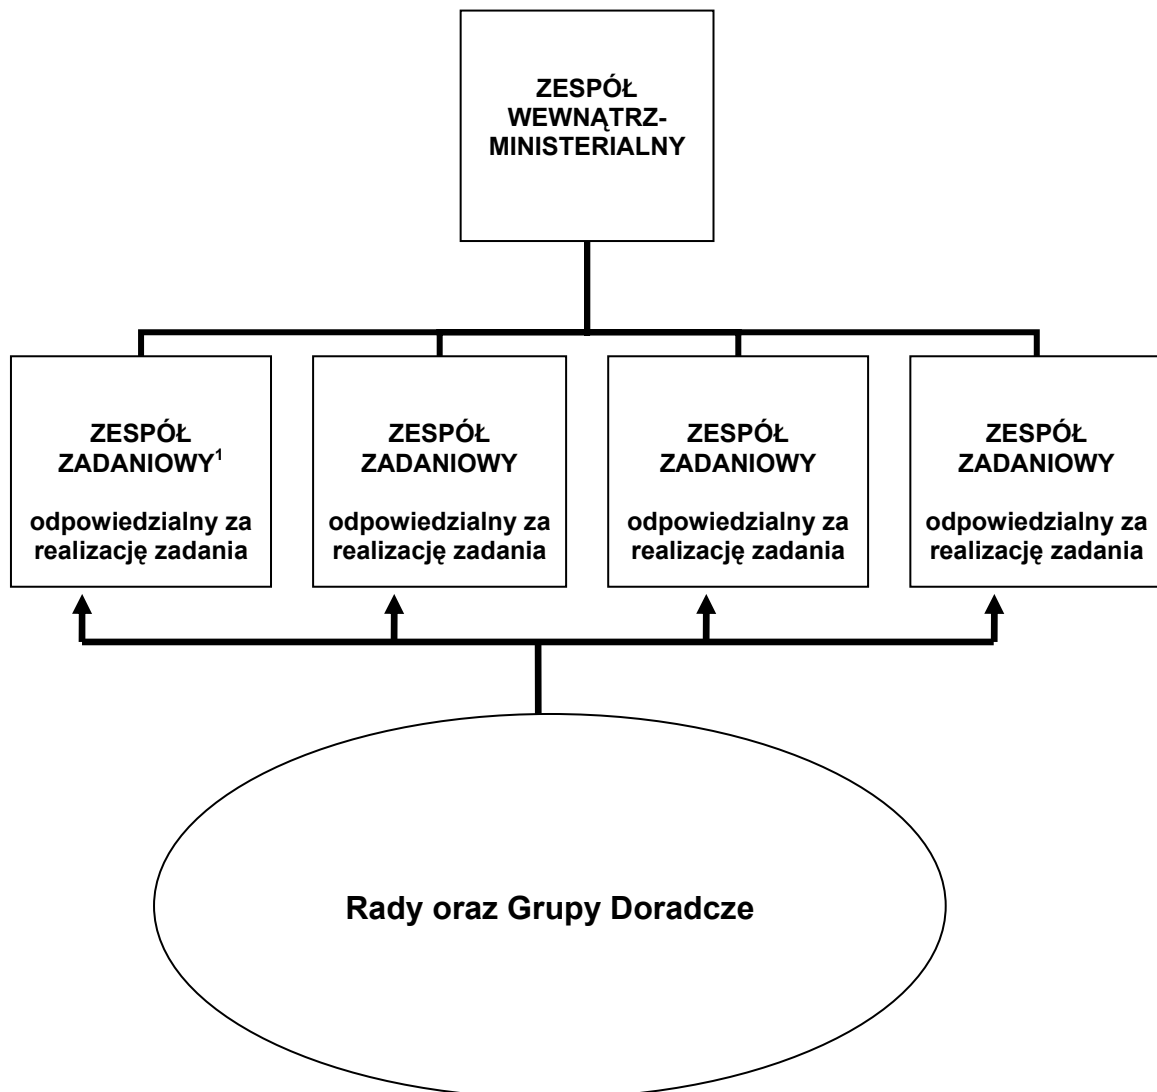 ZESPÓŁ
WEWNĄTRZ-
MINISTERIALNY
ZESPÓŁ
ZADANIOWY¹
odpowiedzialny za
realizację zadania
ZESPÓŁ
ZADANIOWY
odpowiedzialny za
realizację zadania
ZESPÓŁ
ZADANIOWY
odpowiedzialny za
realizację zadania
ZESPÓŁ
ZADANIOWY
odpowiedzialny za
realizację zadania
Rady oraz Grupy Doradcze